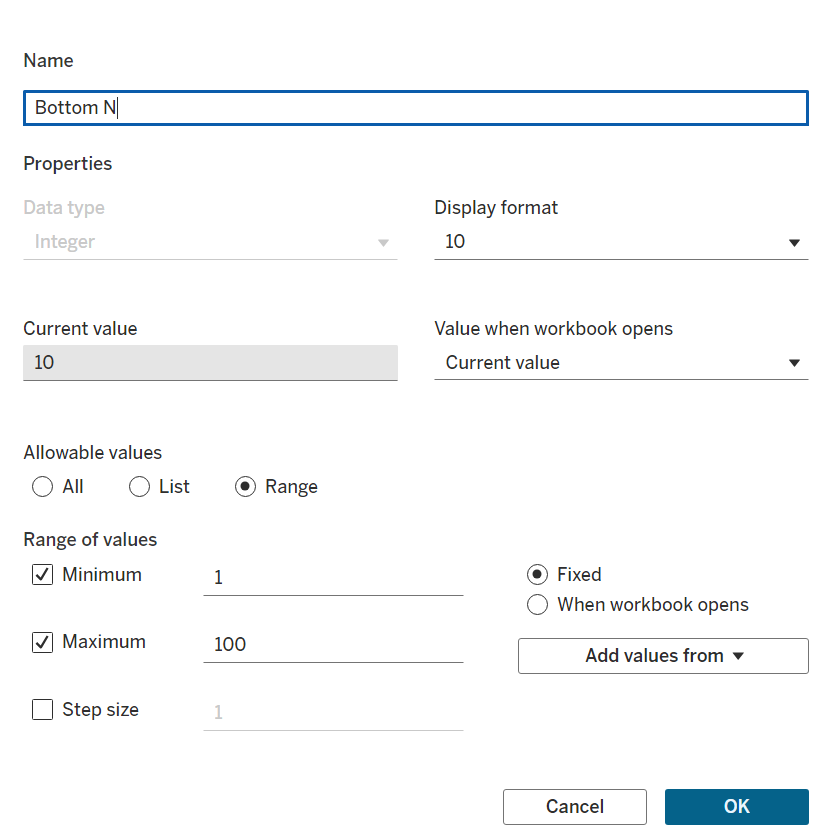 Name
Bottom N
Properties
Data type
Display format
Integer
10
Current value
Value when workbook opens
10
Current value
Allowable values
All
List
Range
Range of values
Minimum
1
Fixed
When workbook opens
Maximum
100
Add values from
Step size
1
Cancel
OK